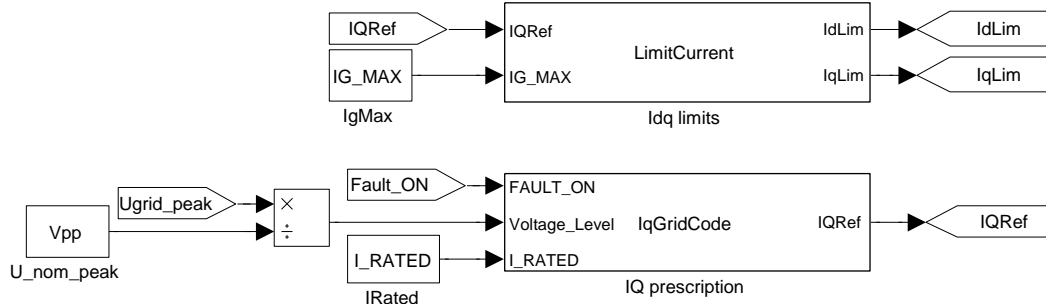 IQRef
IG_MAX
IgMax
IQRef
IG_MAX
LimitCurrent
IdLim
IqLim
Idq limits
IdLim
IqLim
Ugrid_peak
Vpp
U_nom_peak
×
÷
Fault_ON
I_RATED
IRated
FAULT_ON
Voltage_Level
I_RATED
IqGridCode
IQRef
IQ prescription
IQRef